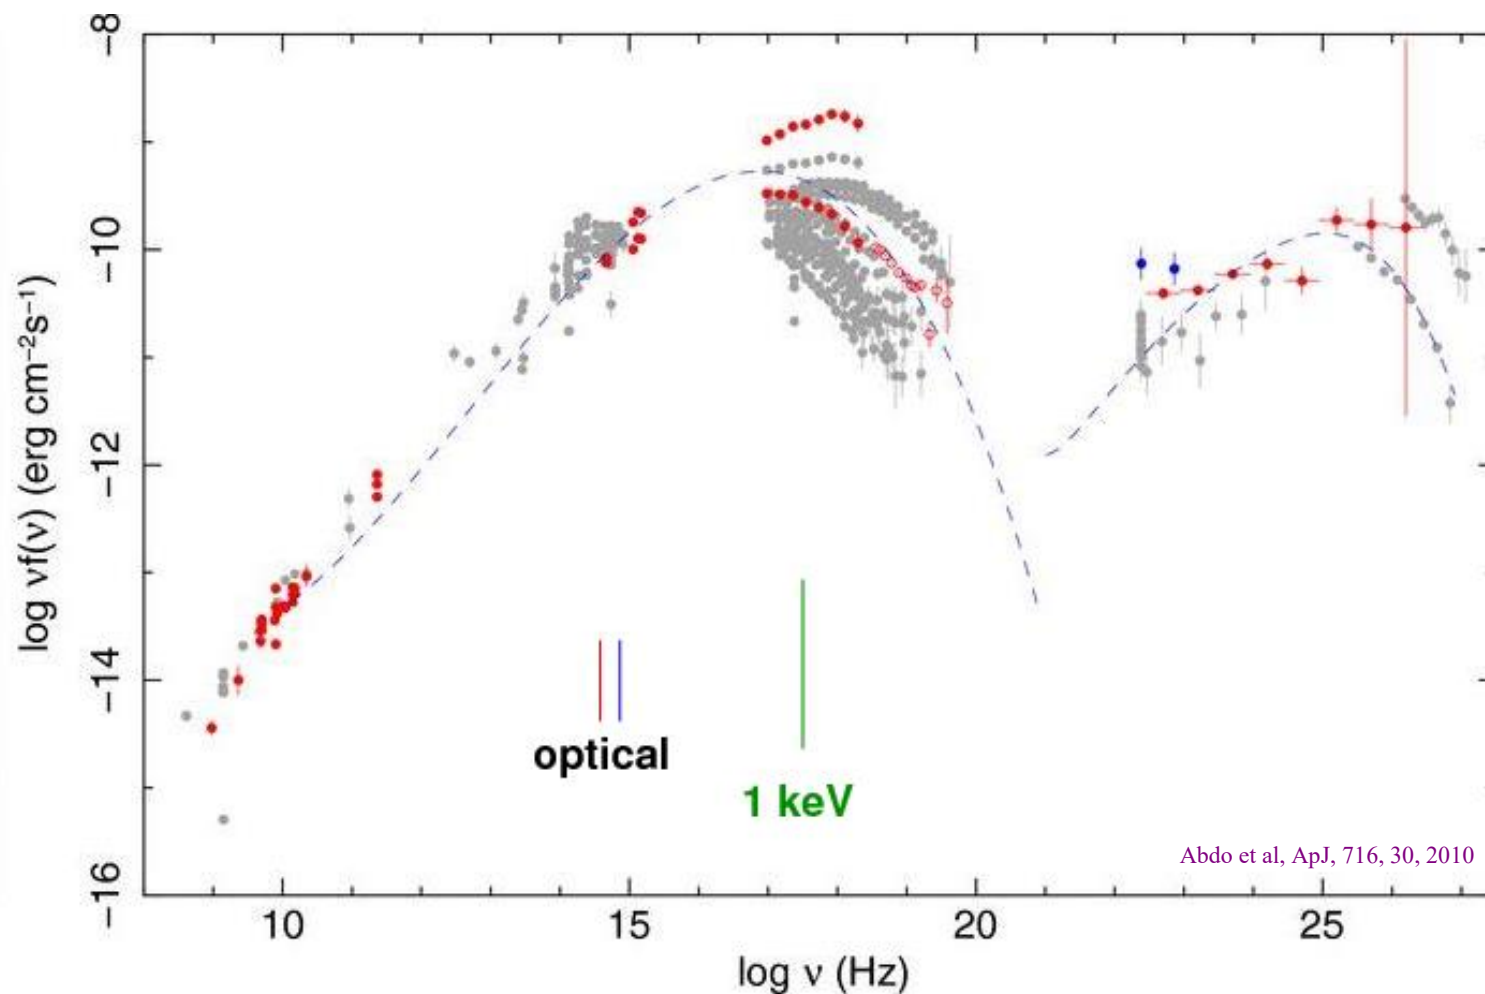 −8
−10
−12
−14
−16
log νf(ν) (erg cm⁻²s⁻¹)
optical
1 keV
Abdo et al, ApJ, 716, 30, 2010
10 15 20 25
log ν (Hz)